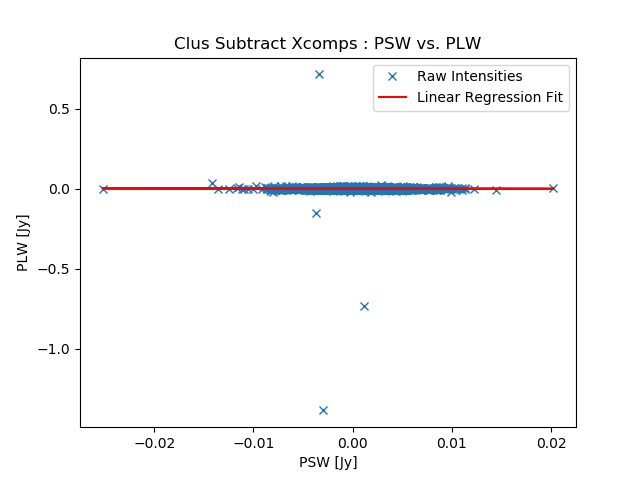 Clus Subtract Xcomps : PSW vs. PLW
Raw Intensities
Linear Regression Fit
0.5
0.0
−0.5
−1.0
PLW [Jy]
−0.02
−0.01
0.00
0.01
0.02
PSW [Jy]